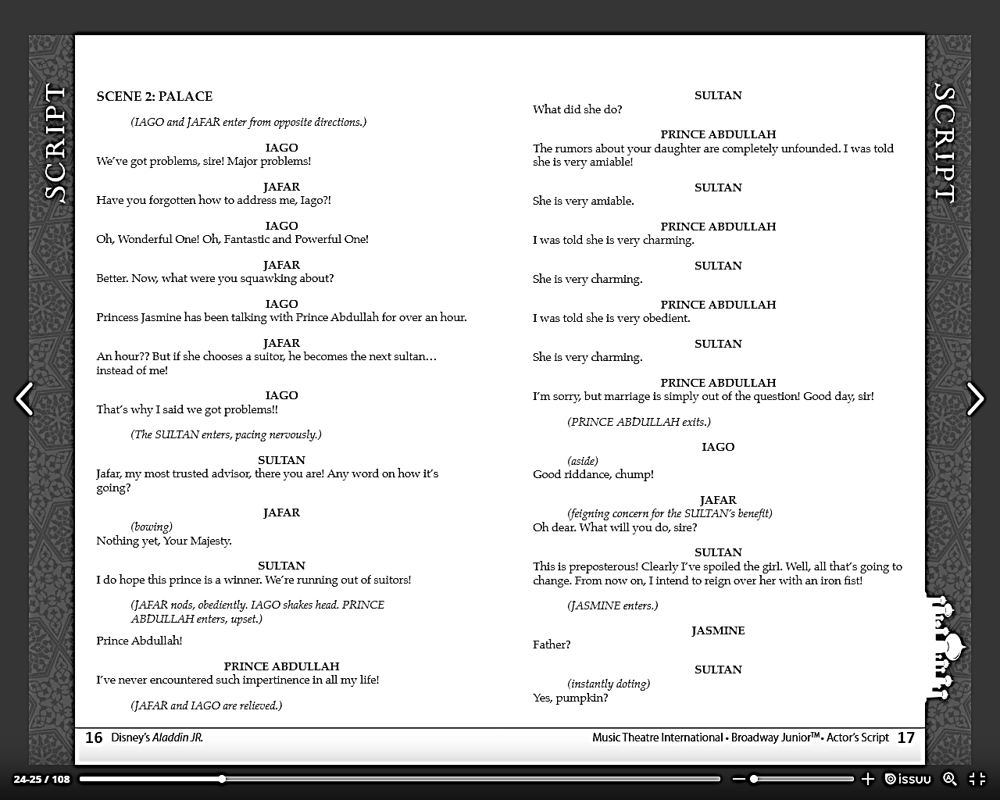 SCRIPT
SCENE 2: PALACE
(IAGO and JAFAR enter from opposite directions.)
IAGO
We've got problems, sire! Major problems!
JAFAR
Have you forgotten how to address me, Iago?!
IAGO
Oh, Wonderful One! Oh, Fantastic and Powerful One!
JAFAR
Better. Now, what were you squawking about?
IAGO
Princess Jasmine has been talking with Prince Abdullah for over an hour.
JAFAR
An hour?? But if she chooses a suitor, he becomes the next sultan…
instead of me!
IAGO
That's why I said we got problems!!
(The SULTAN enters, pacing nervously.)
SULTAN
Jafar, my most trusted advisor, there you are! Any word on how it's
going?
JAFAR
(bowing)
Nothing yet, Your Majesty.
SULTAN
I do hope this prince is a winner. We're running out of suitors!
(JAFAR nods, obediently. IAGO shakes head. PRINCE
ABDULLAH enters, upset.)
Prince Abdullah!
PRINCE ABDULLAH
I've never encountered such impertinence in all my life!
(JAFAR and IAGO are relieved.)
16 Disney's Aladdin JR.
SULTAN
What did she do?
PRINCE ABDULLAH
The rumors about your daughter are completely unfounded. I was told
she is very amiable!
SULTAN
She is very amiable.
PRINCE ABDULLAH
I was told she is very charming.
SULTAN
She is very charming.
PRINCE ABDULLAH
I was told she is very obedient.
SULTAN
She is very charming.
PRINCE ABDULLAH
I'm sorry, but marriage is simply out of the question! Good day, sir!
(PRINCE ABDULLAH exits.)
IAGO
(aside)
Good riddance, chump!
JAFAR
(feigning concern for the SULTAN's benefit)
Oh dear. What will you do, sire?
SULTAN
This is preposterous! Clearly I've spoiled the girl. Well, all that's going to
change. From now on, I intend to reign over her with an iron fist!
(JASMINE enters.)
JASMINE
Father?
SULTAN
(instantly doting)
Yes, pumpkin?
Music Theatre International • Broadway Junior™ • Actor's Script 17
SCRIPT
24-25 / 108
issuu